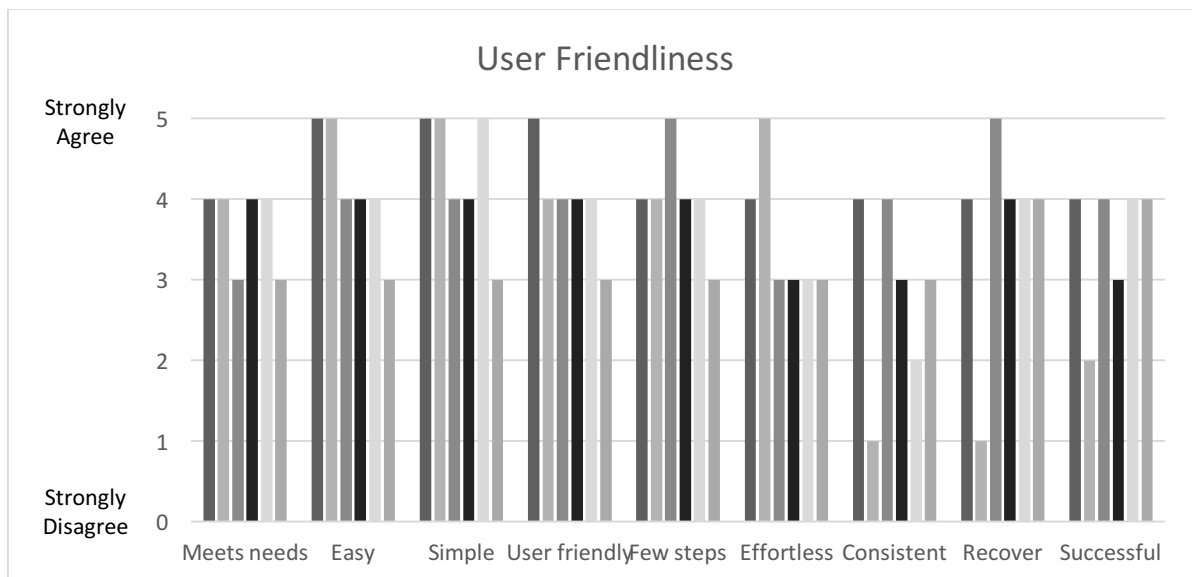 User Friendliness
Strongly
Agree
5
4
3
2
1
Strongly
Disagree
0
Meets needs Easy Simple User friendly Few steps Effortless Consistent Recover Successful